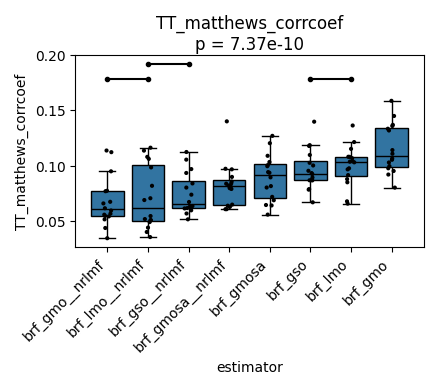 TT_matthews_corrcoef
p = 7.37e-10
TT_matthews_corrcoef
0.20
0.15
0.10
0.05
brf_gmo__nrlmf
brf_lmo__nrlmf
brf_gso__nrlmf
brf_gmosa__nrlmf
brf_gmosa
brf_gso
brf_lmo
brf_gmo
estimator